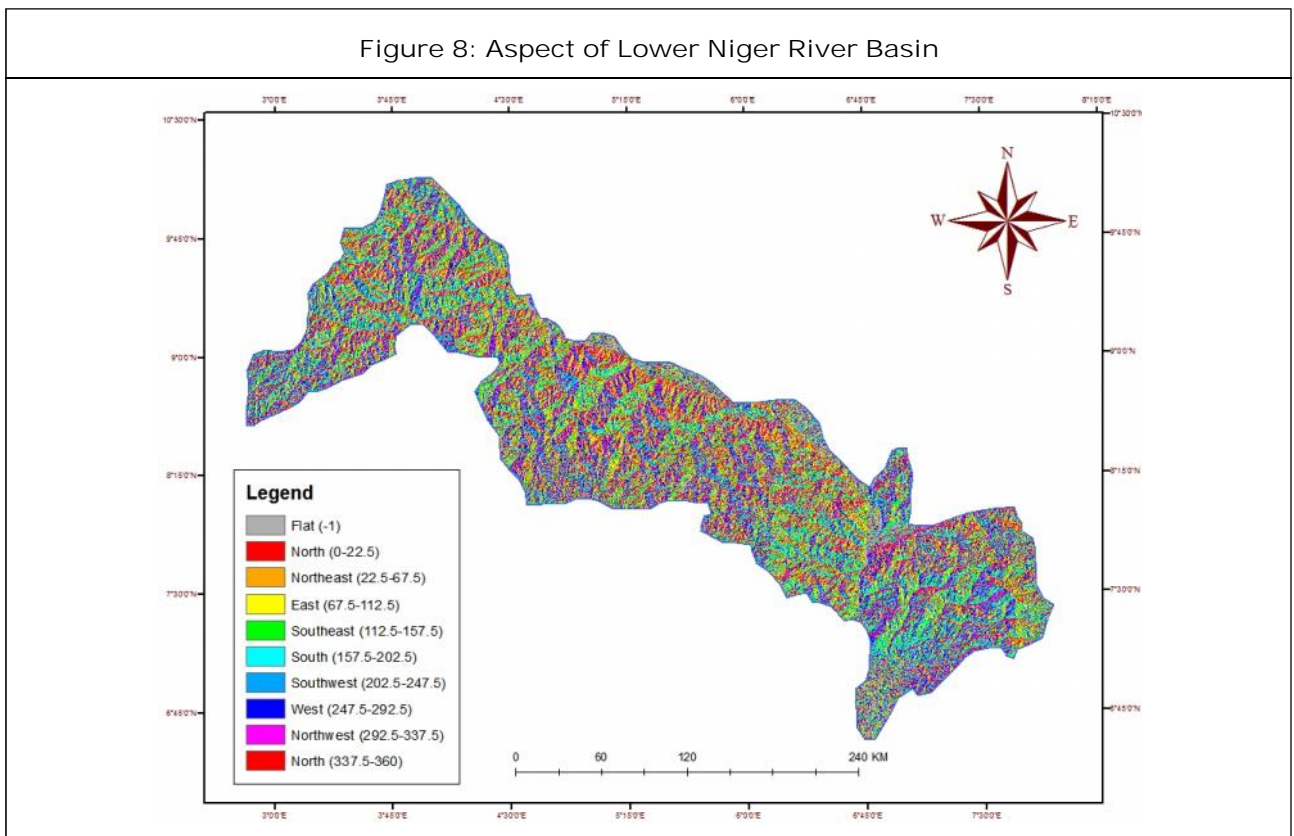 Figure 8: Aspect of Lower Niger River Basin
3°0'0"E 3°45'0"E 4°30'0"E 5°15'0"E 6°0'0"E 6°45'0"E 7°30'0"E 8°15'0"E
10°30'0"N 10°30'0"N
N
W E
S
9°45'0"N 9°45'0"N
9°0'0"N 9°0'0"N
8°15'0"N 8°15'0"N
Legend
Flat (-1)
North (0-22.5)
Northeast (22.5-67.5)
East (67.5-112.5)
Southeast (112.5-157.5)
South (157.5-202.5)
Southwest (202.5-247.5)
West (247.5-292.5)
Northwest (292.5-337.5)
North (337.5-360)
7°30'0"N 7°30'0"N
6°45'0"N 6°45'0"N
0 60 120 240 KM
3°0'0"E 3°45'0"E 4°30'0"E 5°15'0"E 6°0'0"E 6°45'0"E 7°30'0"E